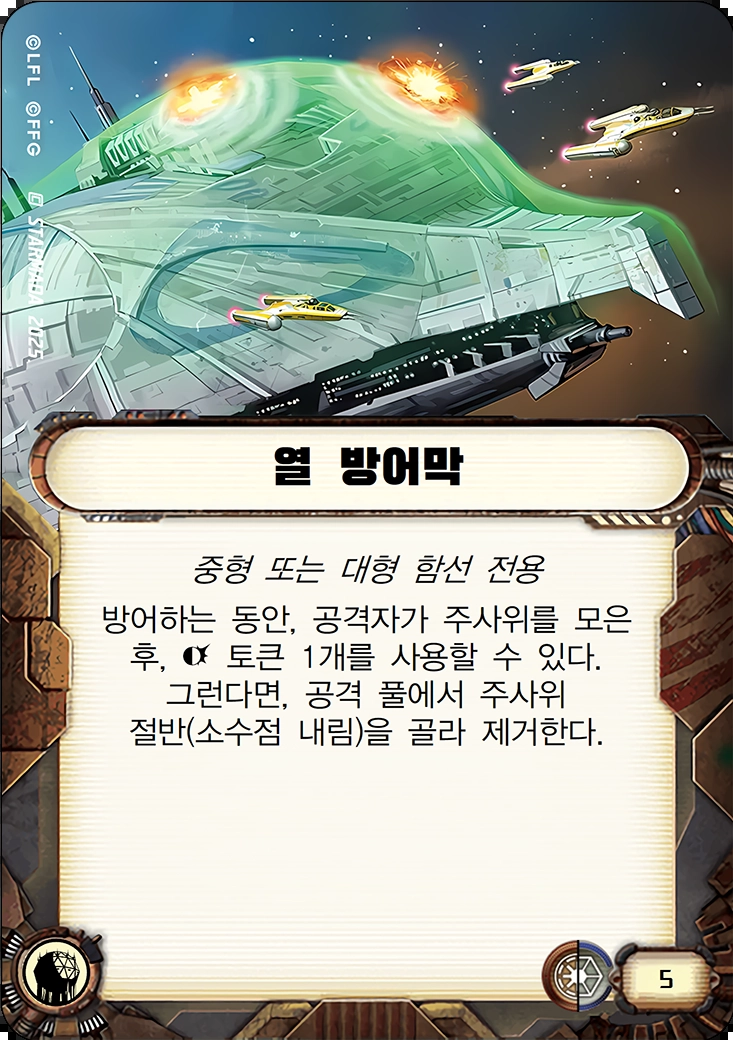 ©LFL ©FFG STARNARA 2025
열 방어막
중형 또는 대형 함선 전용
방어하는 동안, 공격자가 주사위를 모은
후, 토큰 1개를 사용할 수 있다.
그런다면, 공격 풀에서 주사위
절반(소수점 내림)을 골라 제거한다.
5